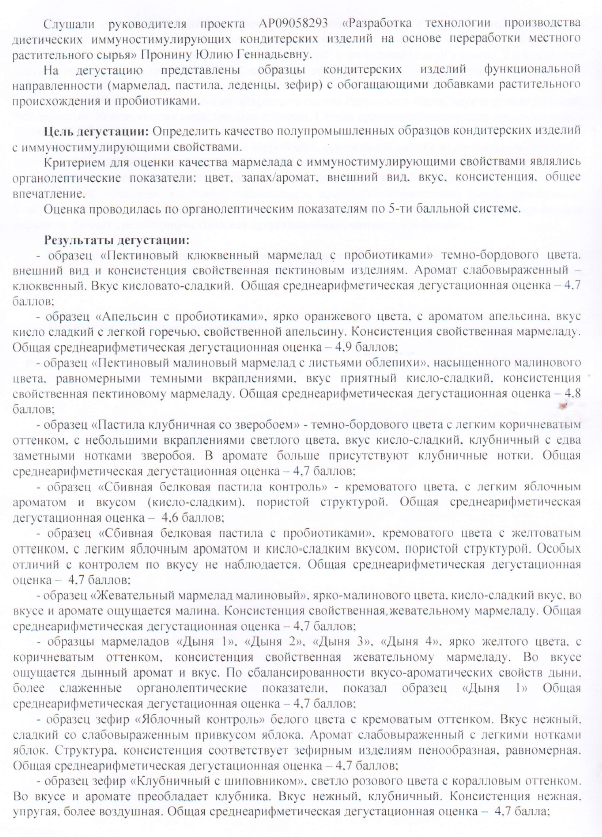 Слушали руководителя проекта АР09058293 «Разработка технологии производства
диетических иммуностимулирующих кондитерских изделий на основе переработки местного
растительного сырья» Пронину Юлию Геннадьевну.
На дегустацию представлены образцы кондитерских изделий функциональной
направленности (мармелад, пастила, леденцы, зефир) с обогащающими добавками растительного
происхождения и пробиотиками.
Цель дегустации: Определить качество полупромышленных образцов кондитерских изделий
с иммуностимулирующими свойствами.
Критерием для оценки качества мармелада с иммуностимулирующими свойствами являлись
органолептические показатели: цвет, запах/аромат, внешний вид, вкус, консистенция, общее
впечатление.
Оценка проводилась по органолептическим показателям по 5-ти балльной системе.
Результаты дегустации:
- образец «Пектиновый клюквенный мармелад с пробиотиками» темно-бордового цвета,
внешний вид и консистенция свойственная пектиновым изделиям. Аромат слабовыраженный –
клюквенный. Вкус кисловато-сладкий. Общая среднеарифметическая дегустационная оценка – 4,7
баллов;
- образец «Апельсин с пробиотиками», ярко оранжевого цвета, с ароматом апельсина, вкус
кисло сладкий с легкой горечью, свойственной апельсину. Консистенция свойственная мармеладу.
Общая среднеарифметическая дегустационная оценка – 4,9 баллов;
- образец «Пектиновый малиновый мармелад с листьями облепихи», насыщенного малинового
цвета, равномерными темными вкраплениями, вкус приятный кисло-сладкий, консистенция
свойственная пектиновому мармеладу. Общая среднеарифметическая дегустационная оценка – 4,8
баллов;
- образец «Пастила клубничная со зверобоем» - темно-бордового цвета с легким коричневатым
оттенком, с небольшими вкраплениями светлого цвета, вкус кисло-сладкий, клубничный с едва
заметными нотками зверобоя. В аромате больше присутствуют клубничные нотки. Общая
среднеарифметическая дегустационная оценка – 4,7 баллов;
- образец «Сбивная белковая пастила контроль» - кремоватого цвета, с легким яблочным
ароматом и вкусом (кисло-сладким), пористой структурой. Общая среднеарифметическая
дегустационная оценка – 4,6 баллов;
- образец «Сбивная белковая пастила с пробиотиками», кремоватого цвета с желтоватым
оттенком, с легким яблочным ароматом и кисло-сладким вкусом, пористой структурой. Особых
отличий с контролем по вкусу не наблюдается. Общая среднеарифметическая дегустационная
оценка – 4,7 баллов;
- образец «Жевательный мармелад малиновый», ярко-малинового цвета, кисло-сладкий вкус, во
вкусе и аромате ощущается малина. Консистенция свойственная жевательному мармеладу. Общая
среднеарифметическая дегустационная оценка – 4,7 баллов;
- образцы мармеладов «Дыня 1», «Дыня 2», «Дыня 3», «Дыня 4», ярко желтого цвета, с
коричневатым оттенком, консистенция свойственная жевательному мармеладу. Во вкусе
ощущается дынный аромат и вкус. По сбалансированности вкусо-ароматических свойств дыни,
более слаженные органолептические показатели, показал образец «Дыня 1» Общая
среднеарифметическая дегустационная оценка – 4,7 баллов;
- образец зефир «Яблочный контроль» белого цвета с кремоватым оттенком. Вкус нежный,
сладкий со слабовыраженным привкусом яблока. Аромат слабовыраженный с легкими нотками
яблок. Структура, консистенция соответствует зефирным изделиям пенообразная, равномерная.
Общая среднеарифметическая дегустационная оценка – 4,7 баллов;
- образец зефир «Клубничный с шиповником», светло розового цвета с коралловым оттенком.
Во вкусе и аромате преобладает клубника. Вкус нежный, клубничный. Консистенция нежная,
упругая, более воздушная. Общая среднеарифметическая дегустационная оценка – 4,7 балла;